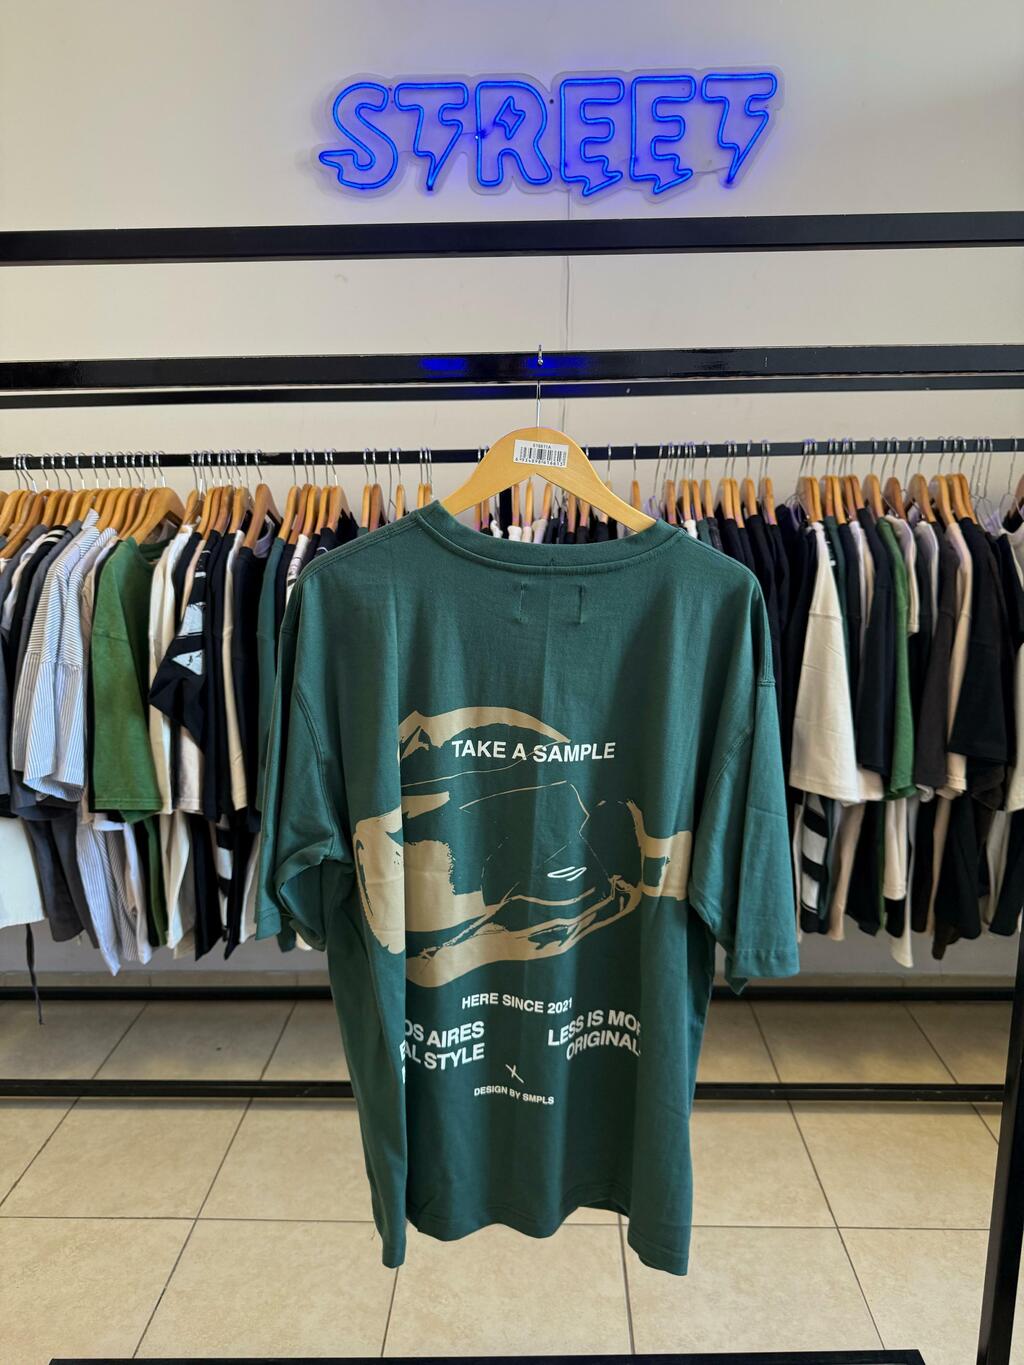 STREET
TAKE A SAMPLE
HERE SINCE 2021
OS AIRES
AL STYLE
LESS IS MOR
ORIGINAL
DESIGN BY SMPLS